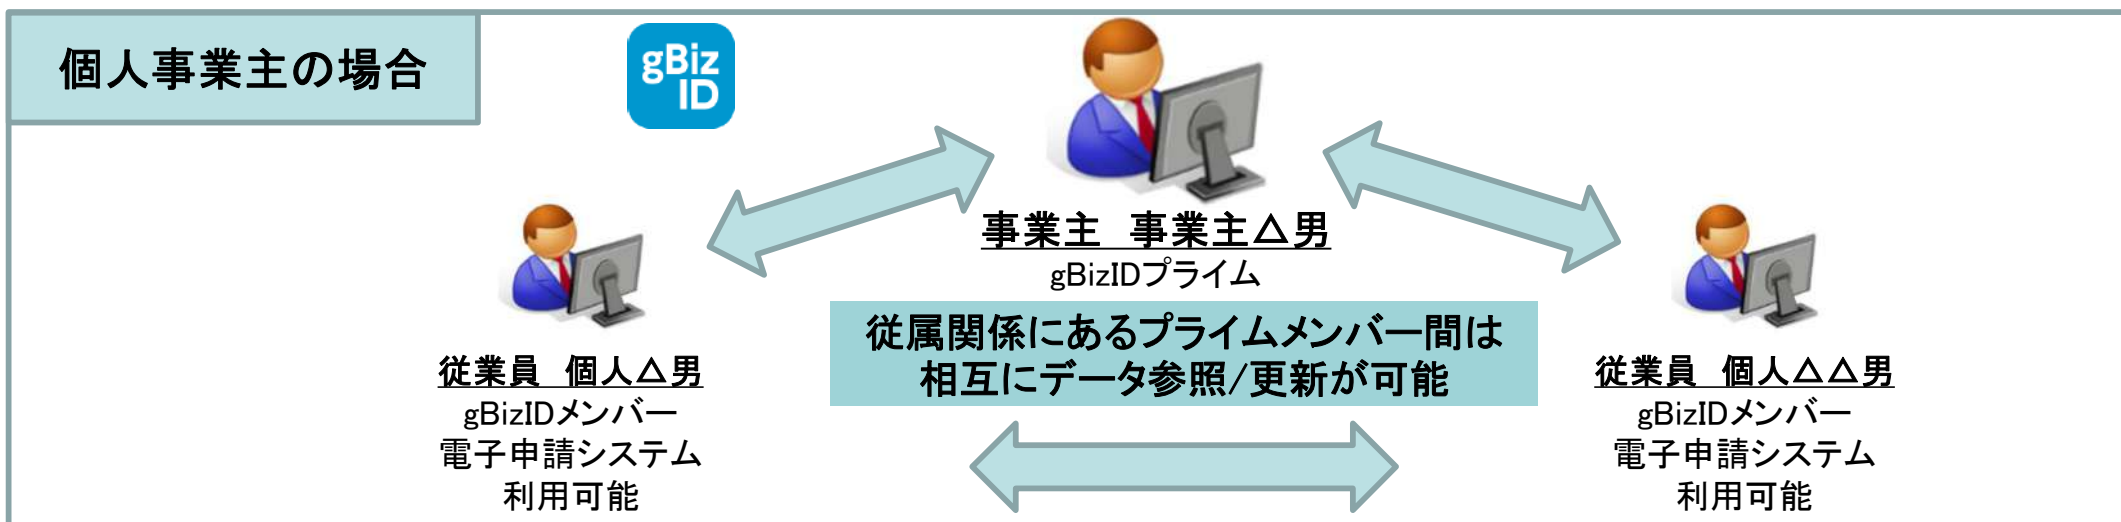 個人事業主の場合
gBiz
ID
事業主　事業主△男
gBizIDプライム
従属関係にあるプライムメンバー間は
相互にデータ参照/更新が可能
従業員　個人△男
gBizIDメンバー
電子申請システム
利用可能
従業員　個人△△男
gBizIDメンバー
電子申請システム
利用可能